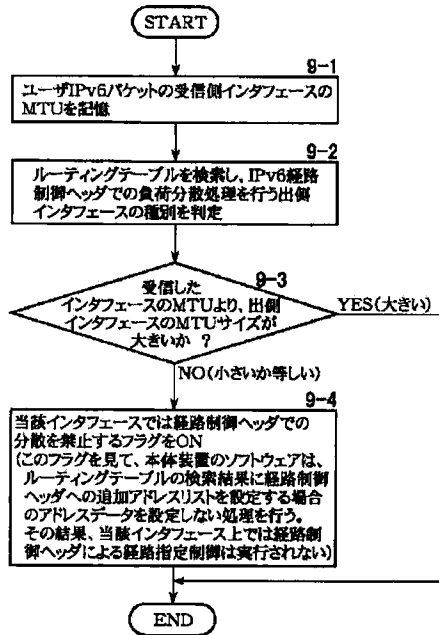 START
9-1
ユーザIPv6パケットの受信側インタフェースの
MTUを記憶
9-2
ルーティングテーブルを検索し、IPv6経路
制御ヘッダでの負荷分散処理を行う出側
インタフェースの種別を判定
9-3
受信した
インタフェースのMTUより、出側
インタフェースのMTUサイズが
大きいか ?
YES(大きい)
NO(小さいか等しい)
9-4
当該インタフェースでは経路制御ヘッダでの
分散を禁止するフラグをON
(このフラグを見て、本体装置のソフトウェアは、
ルーティングテーブルの検索結果に経路制御
ヘッダへの追加アドレスリストを設定する場合
のアドレスデータを設定しない処理を行う。
その結果、当該インタフェース上では経路制
御ヘッダによる経路指定制御は実行されない)
END